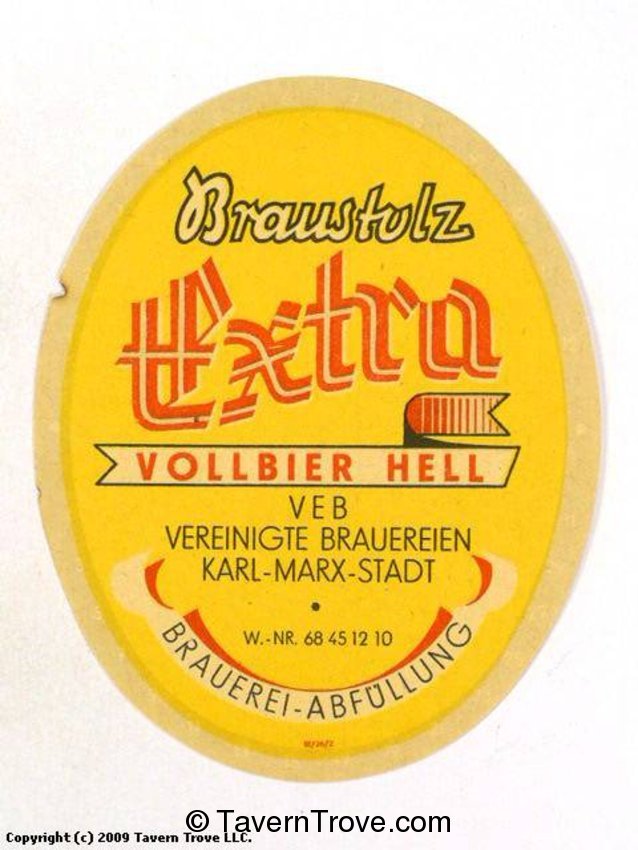 Braustolz
Extra
VOLLBIER HELL
VEB
VEREINIGTE BRAUEREIEN
KARL-MARX-STADT
W.-NR. 68 45 12 10
BRAUEREI-ABFÜLLUNG
© TavernTrove.com
Copyright (c) 2009 Tavern Trove LLC.